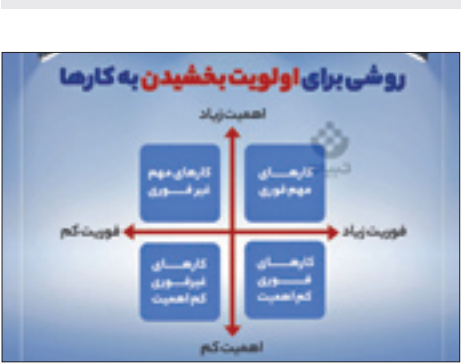 روشی برای اولویت بخشیدن به کارها
اهمیت زیاد
کارهای
مهم فوری
کارهای مهم
غیر فوری
فوریت زیاد
فوریت کم
کارهای
فوری
کم اهمیت
کارهای
غیرفوری
کم اهمیت
اهمیت کم